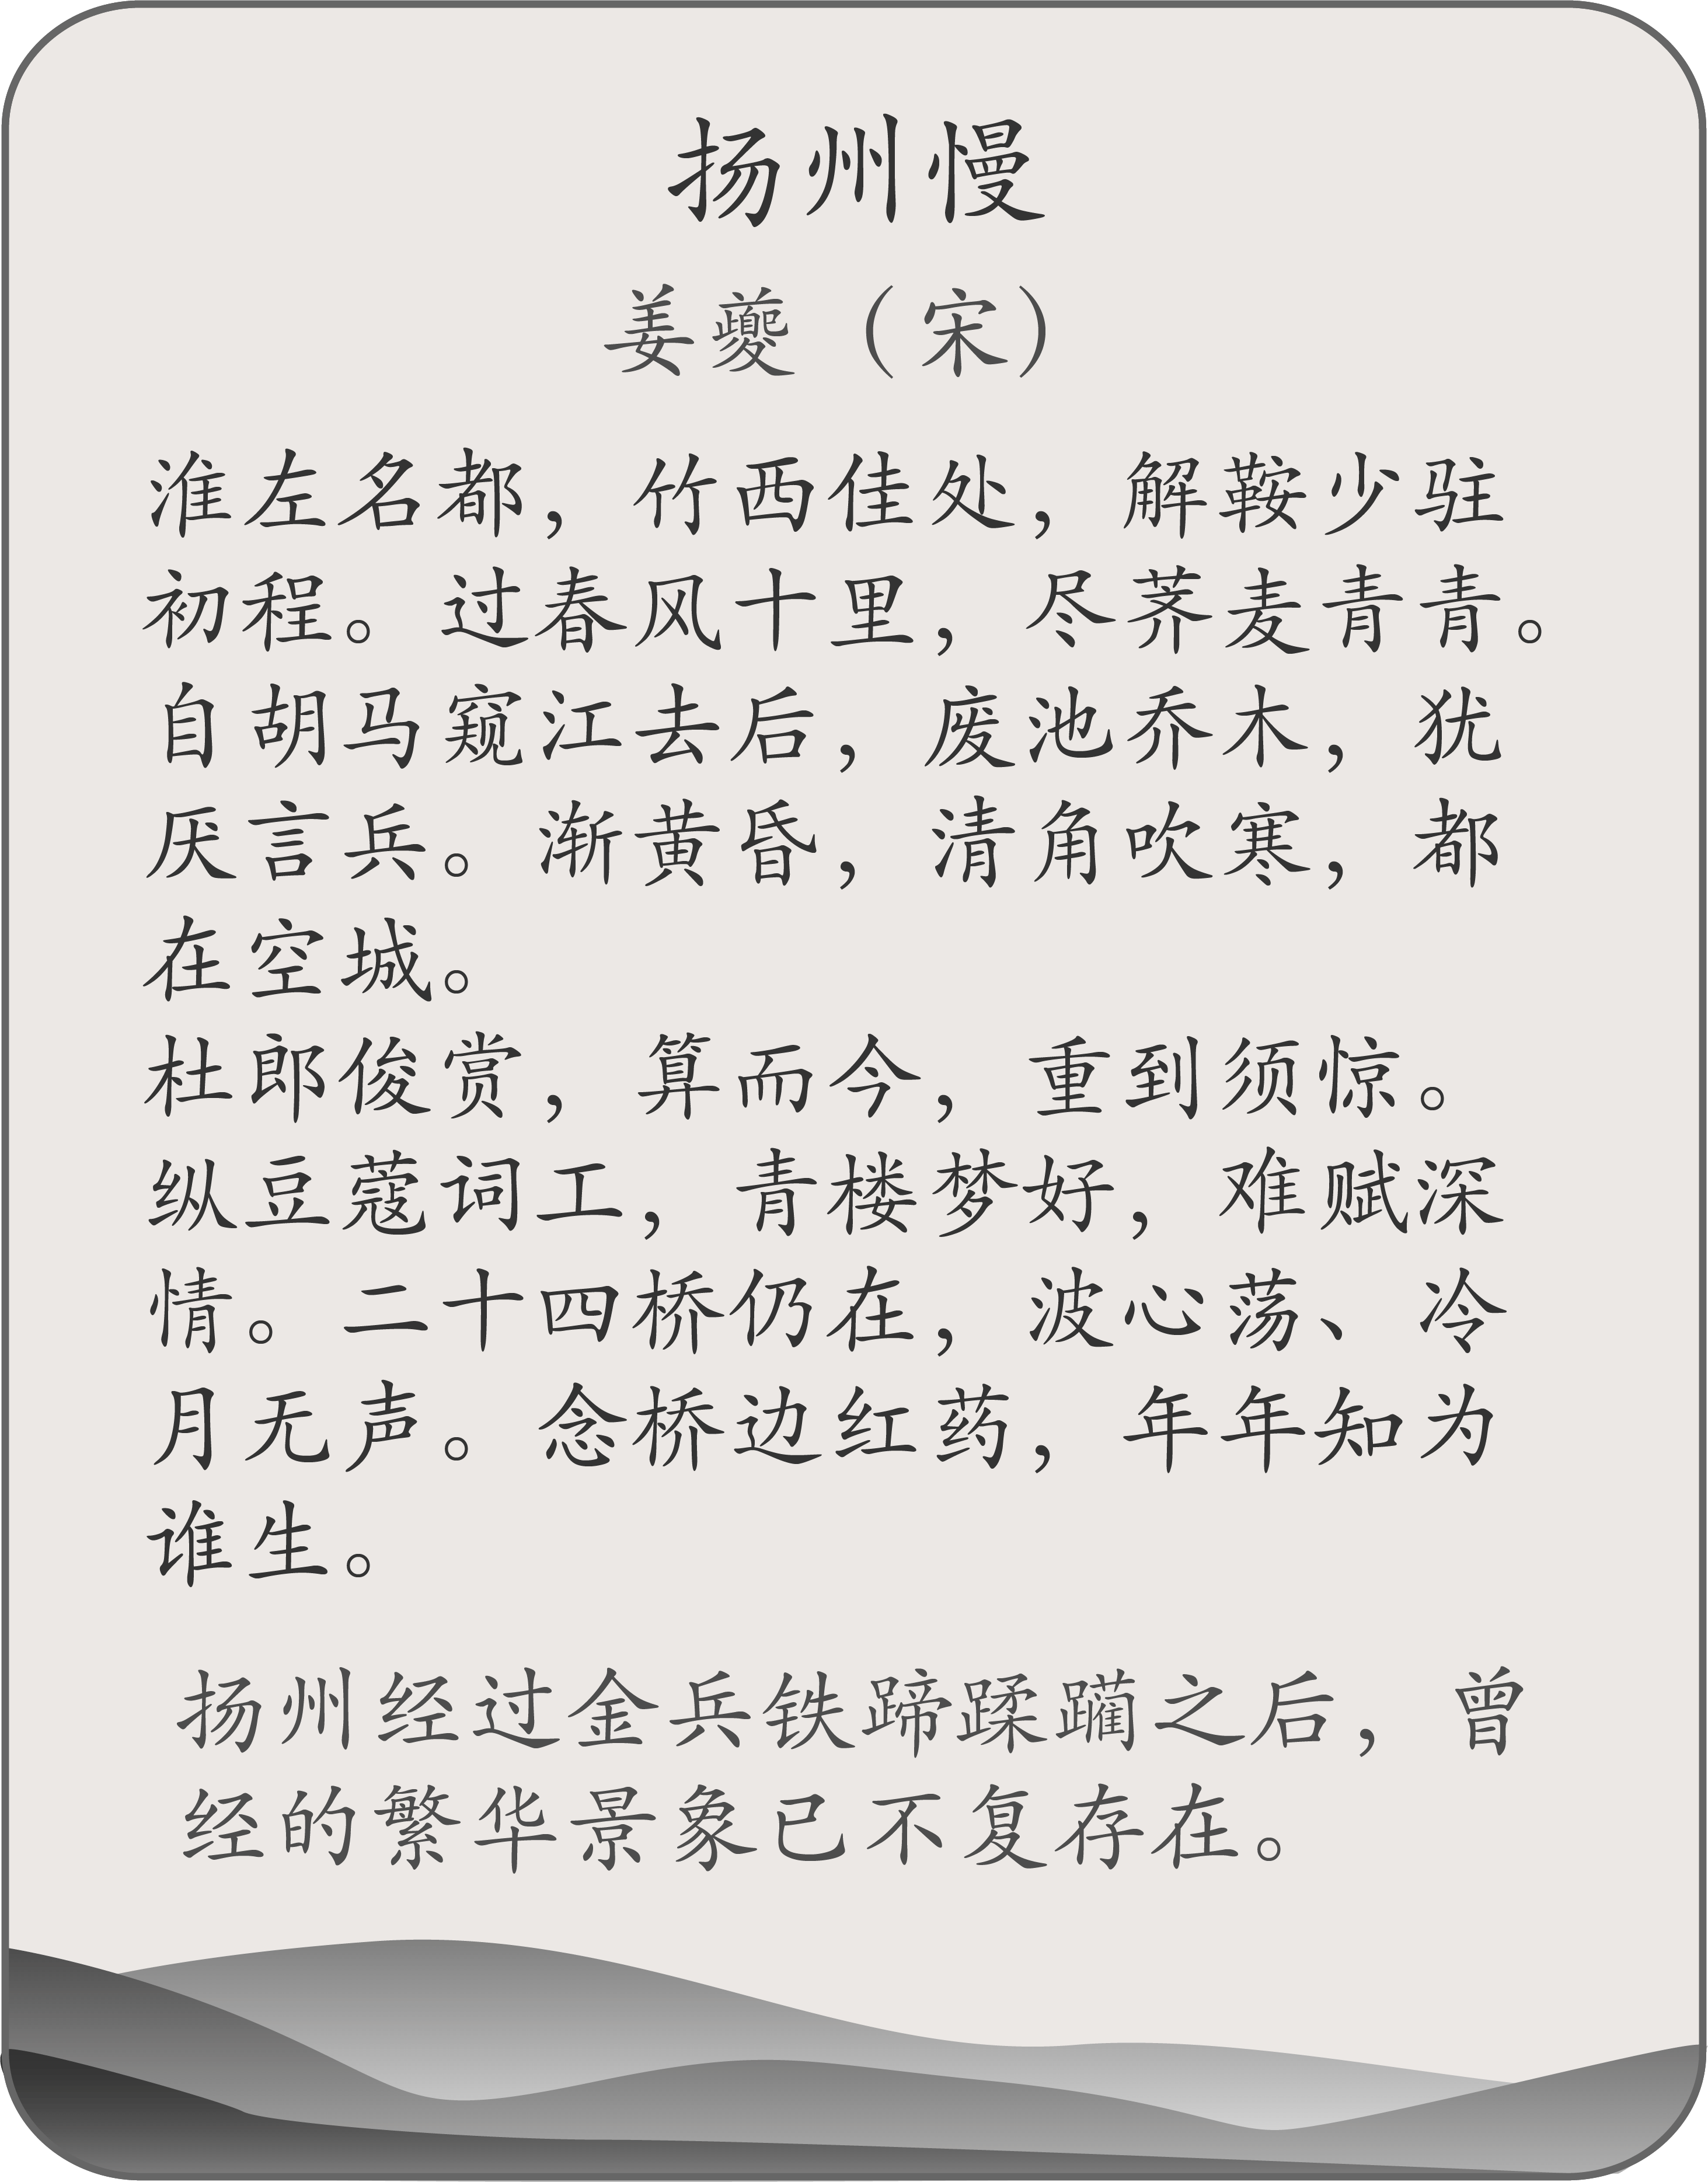 扬州慢
姜夔（宋）
淮左名都，竹西佳处，解鞍少驻
初程。过春风十里，尽荞麦青青。
自胡马窥江去后，废池乔木，犹
厌言兵。渐黄昏，清角吹寒，都
在空城。
杜郎俊赏，算而今，重到须惊。
纵豆蔻词工，青楼梦好，难赋深
情。二十四桥仍在，波心荡、冷
月无声。念桥边红药，年年知为
谁生。
扬州经过金兵铁蹄蹂躏之后，曾
经的繁华景象已不复存在。